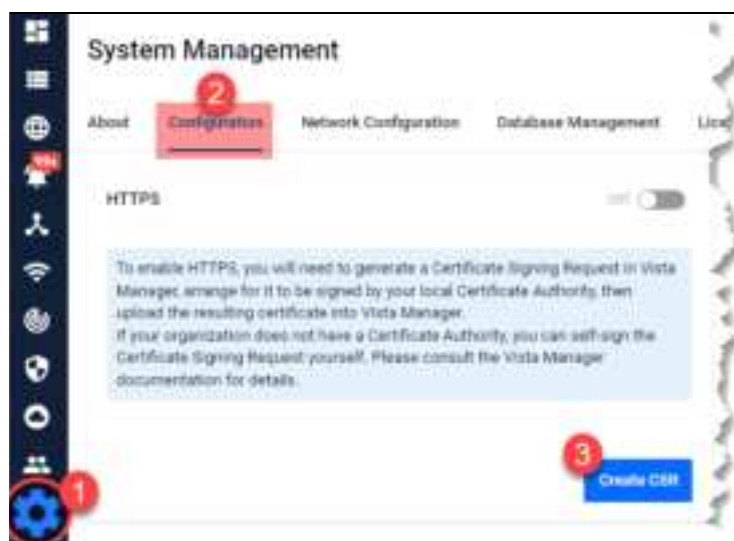 System Management
2
About Configuration Network Configuration Database Management
HTTPS
To enable HTTPS, you will need to generate a Certificate Signing Request in Vista
Manager, arrange for it to be signed by your local Certificate Authority, then
upload the resulting certificate into Vista Manager.
If your organization does not have a Certificate Authority, you can self-sign the
Certificate Signing Request yourself. Please consult the Vista Manager
documentation for details.
3
Create CSR
1